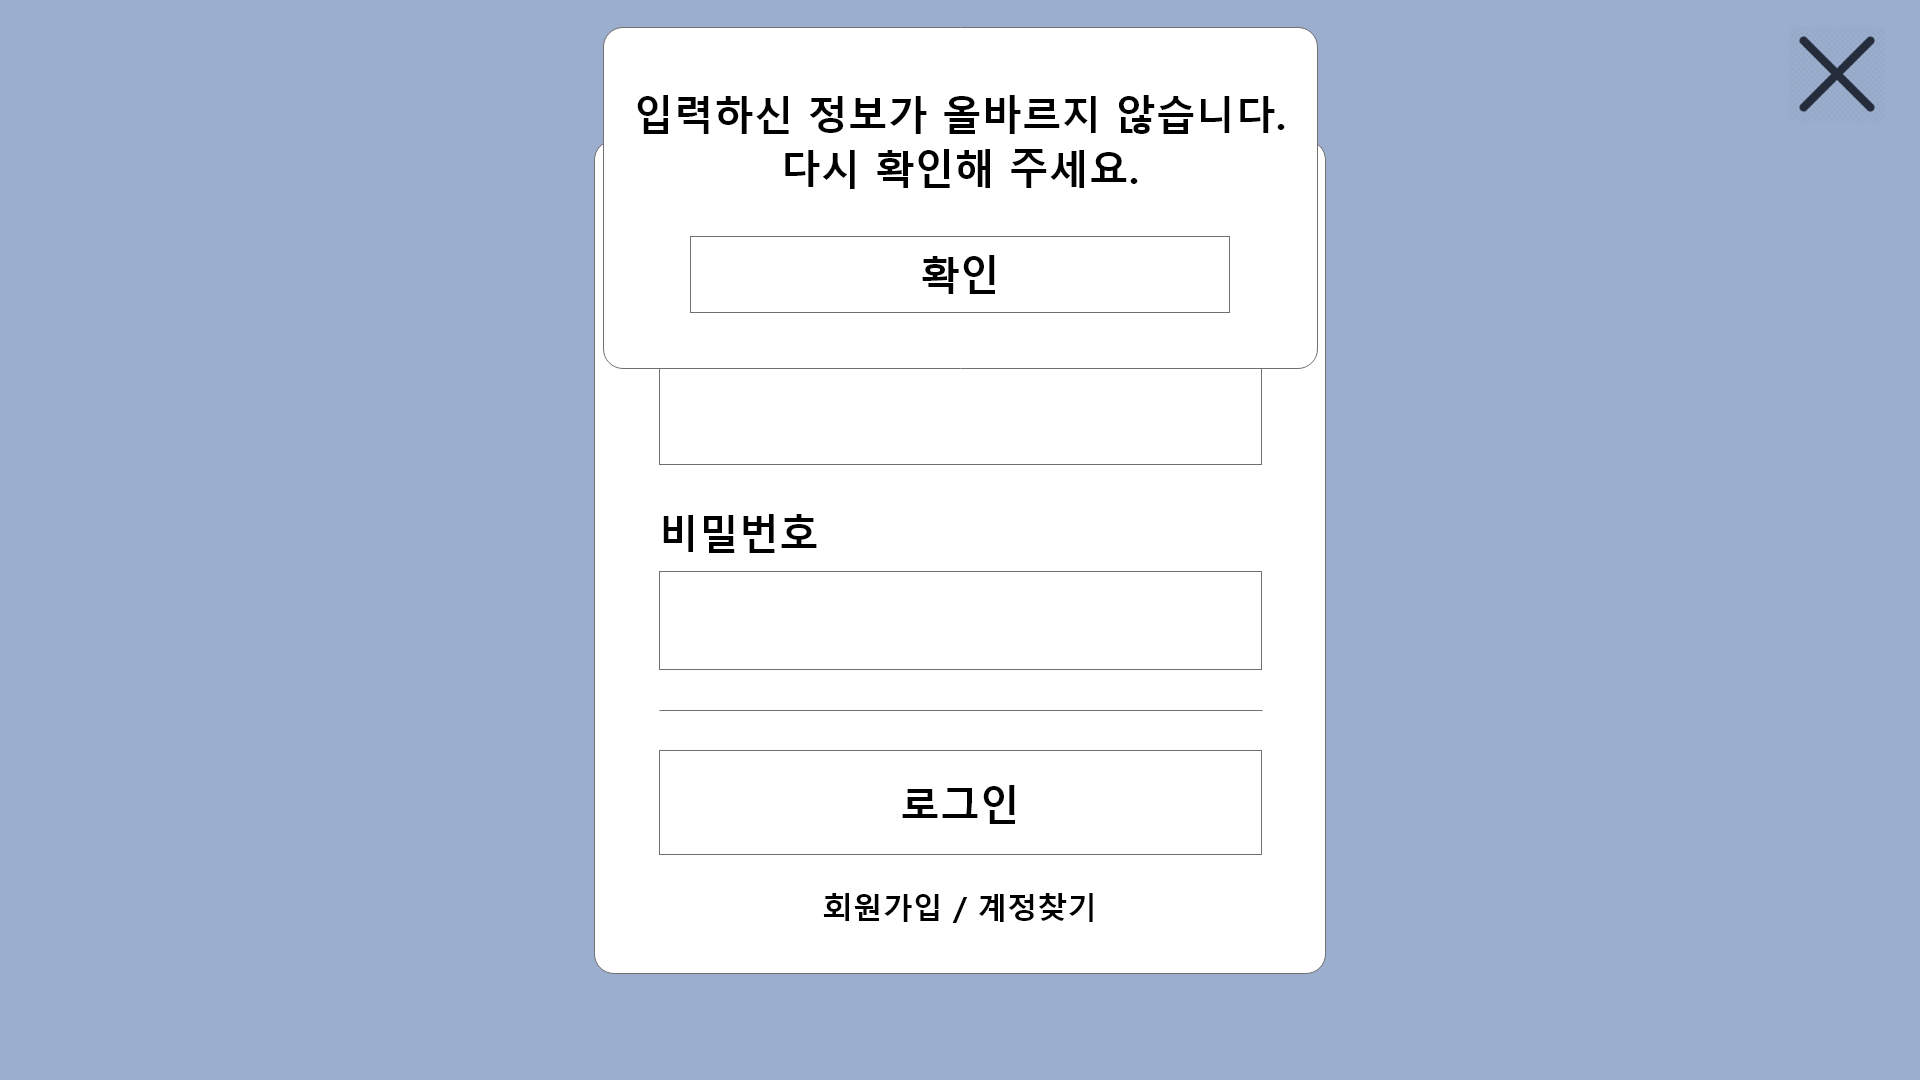 입력하신 정보가 올바르지 않습니다.
다시 확인해 주세요.
확인
비밀번호
로그인
회원가입 / 계정찾기